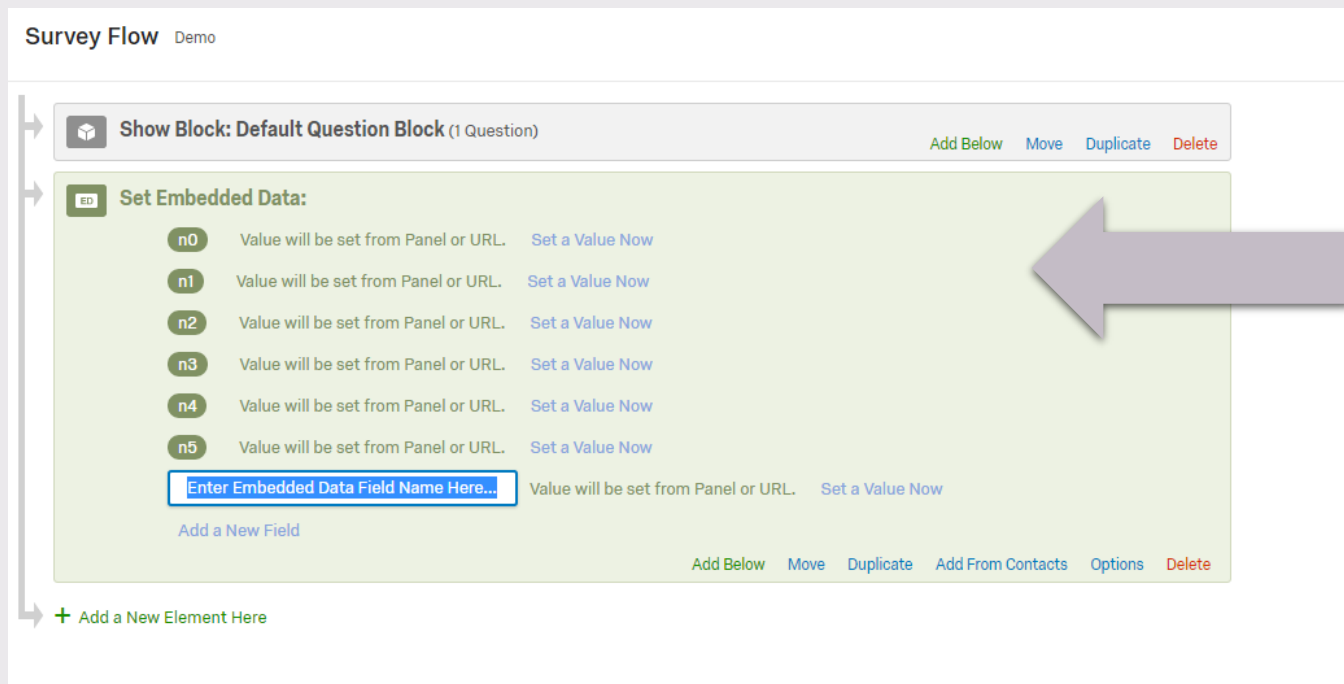 Survey Flow Demo
Show Block: Default Question Block (1 Question)
Add Below Move Duplicate Delete
ED Set Embedded Data:
n0 Value will be set from Panel or URL. Set a Value Now
n1 Value will be set from Panel or URL. Set a Value Now
n2 Value will be set from Panel or URL. Set a Value Now
n3 Value will be set from Panel or URL. Set a Value Now
n4 Value will be set from Panel or URL. Set a Value Now
n5 Value will be set from Panel or URL. Set a Value Now
Enter Embedded Data Field Name Here... Value will be set from Panel or URL. Set a Value Now
Add a New Field
Add Below Move Duplicate Add From Contacts Options Delete
+ Add a New Element Here